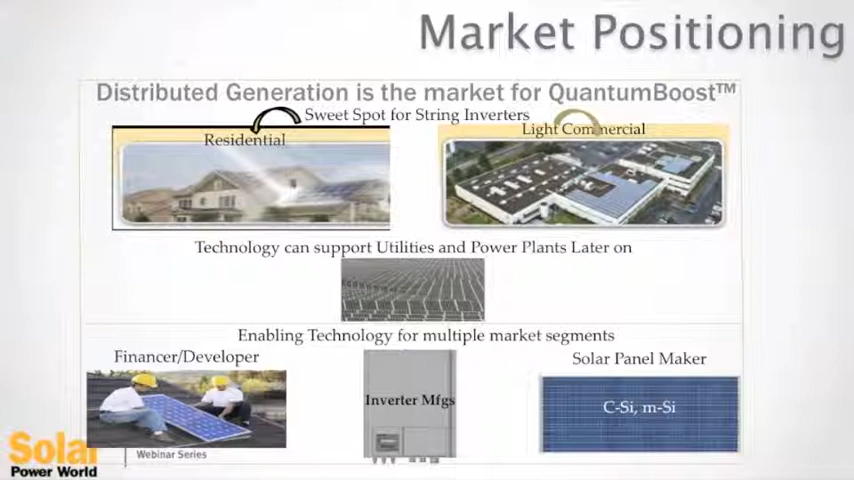 Market Positioning
Distributed Generation is the market for QuantumBoost™
Sweet Spot for String Inverters
Residential
Light Commercial
Technology can support Utilities and Power Plants Later on
Enabling Technology for multiple market segments
Financer/Developer
Solar Panel Maker
Inverter Mfgs
C-Si, m-Si
Solar
Power World
Webinar Series